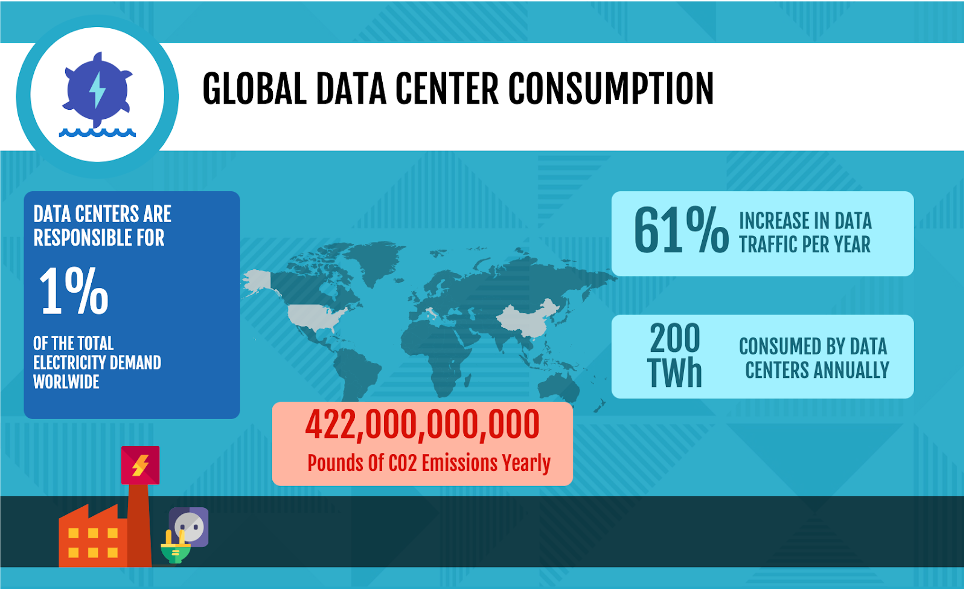 GLOBAL DATA CENTER CONSUMPTION
DATA CENTERS ARE
RESPONSIBLE FOR
1%
OF THE TOTAL
ELECTRICITY DEMAND
WORLWIDE
61%
INCREASE IN DATA
TRAFFIC PER YEAR
200
TWh
CONSUMED BY DATA
CENTERS ANNUALLY
422,000,000,000
Pounds Of CO2 Emissions Yearly